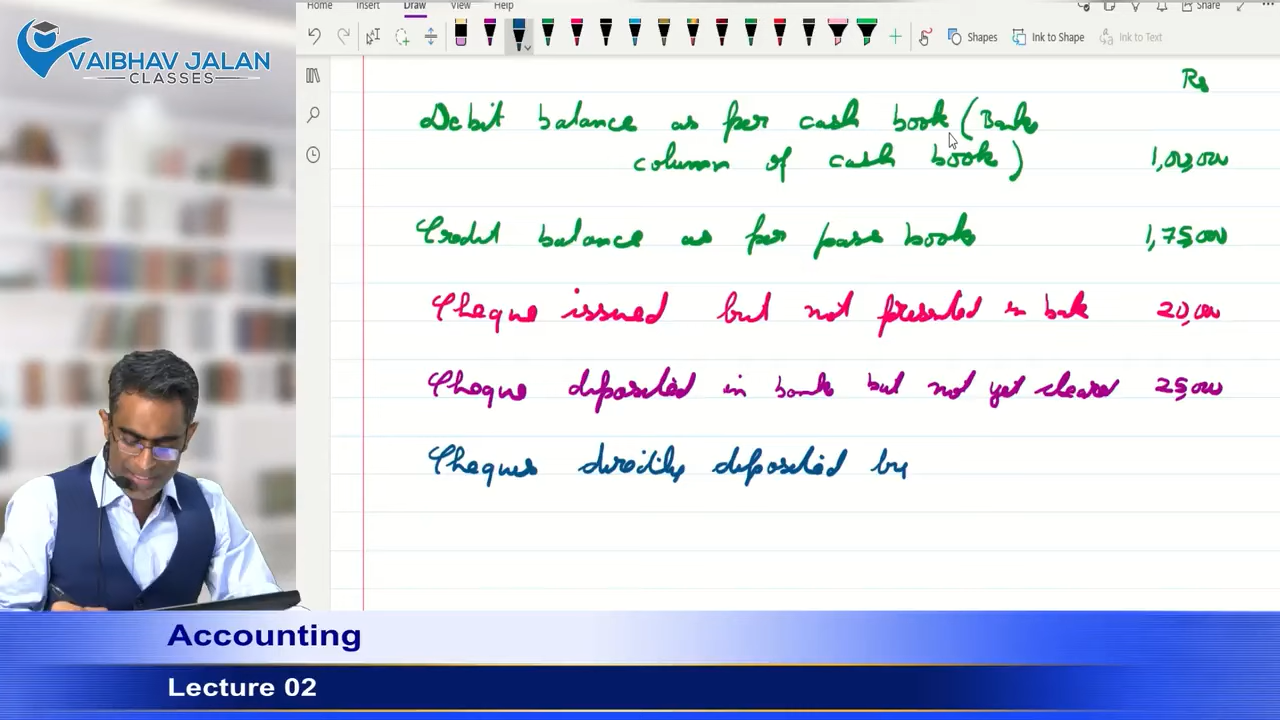 Home Insert Draw View Help Share
Shapes Ink to Shape Ink to Text
VAIBHAV JALAN
CLASSES
Rs
Debit balance as per cash book (Bank
column of cash book)
Credit balance as per pass book 1,75,000
Cheque issued but not presented in bank 20,000
Cheque deposited in bank but not yet cleared 25,000
Cheques directly deposited by
Accounting
Lecture 02